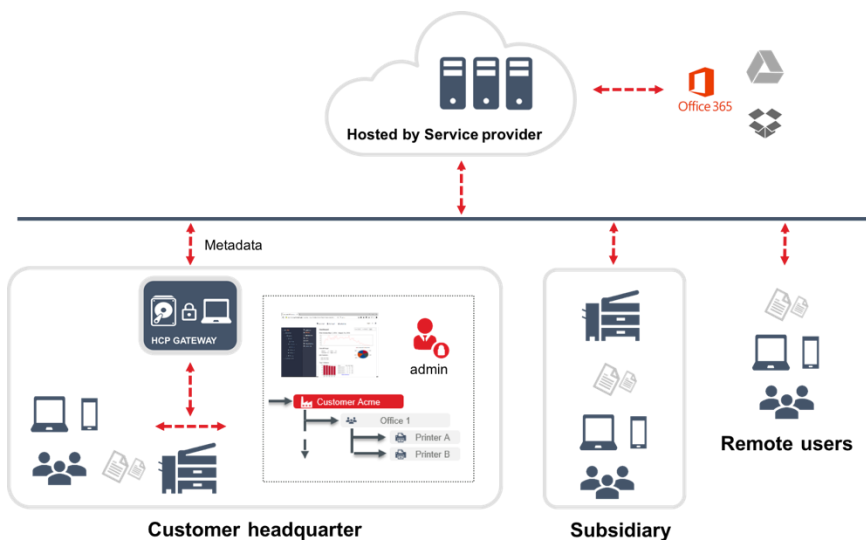 Hosted by Service provider
Office 365
Metadata
HCP GATEWAY
admin
Customer Acme
Office 1
Printer A
Printer B
Customer headquarter
Subsidiary
Remote users